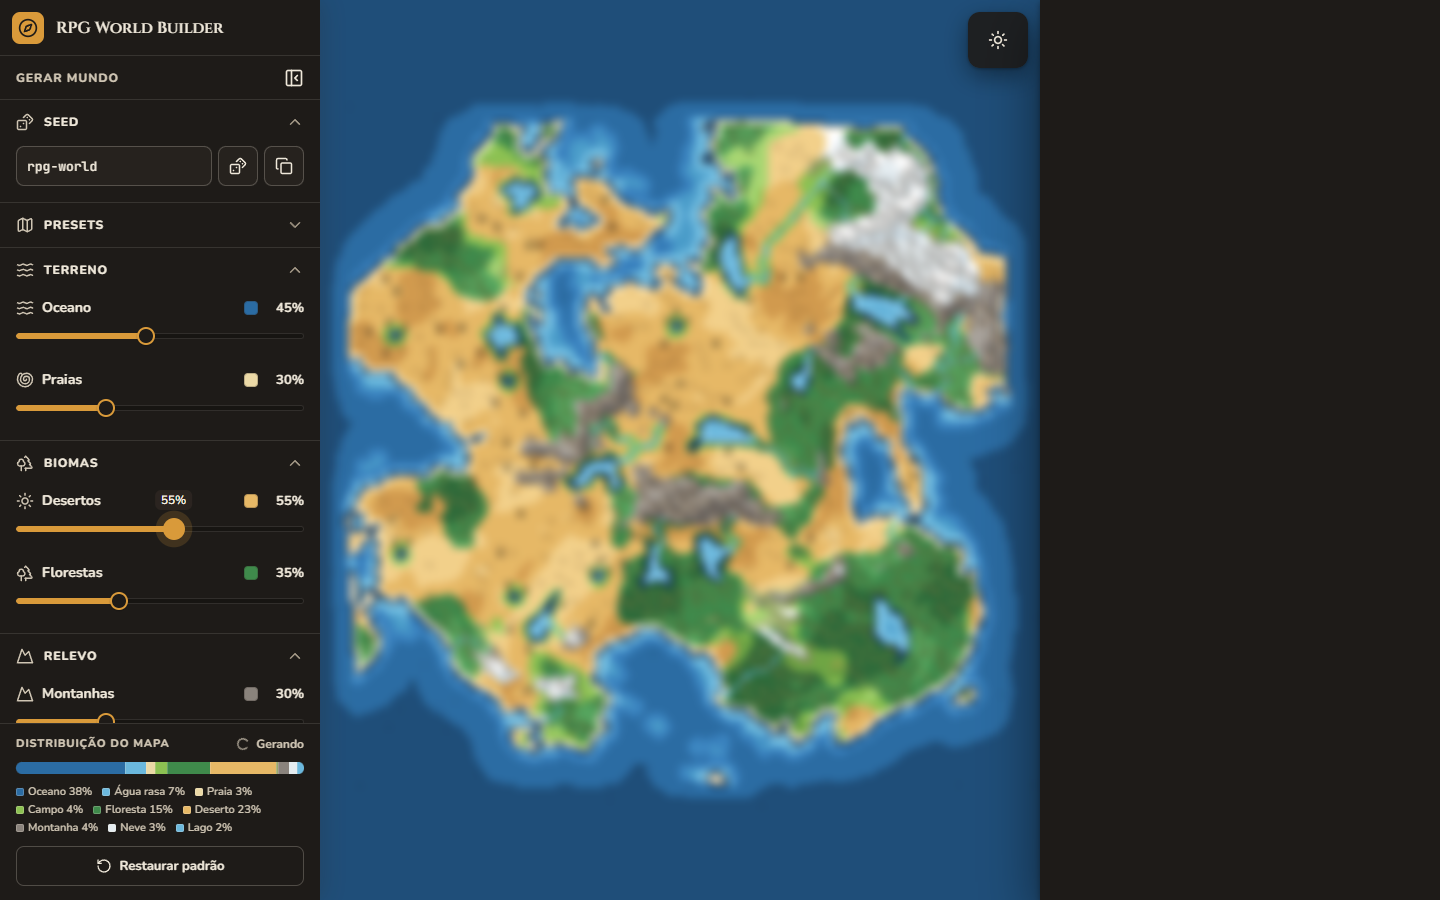 RPG World Builder
GERAR MUNDO
SEED
rpg-world
PRESETS
TERRENO
Oceano 45%
Praias 30%
BIOMAS
Desertos 55% 55%
Florestas 35%
RELEVO
Montanhas 30%
DISTRIBUIÇÃO DO MAPA Gerando
Oceano 38% Água rasa 7% Praia 3%
Campo 4% Floresta 15% Deserto 23%
Montanha 4% Neve 3% Lago 2%
Restaurar padrão